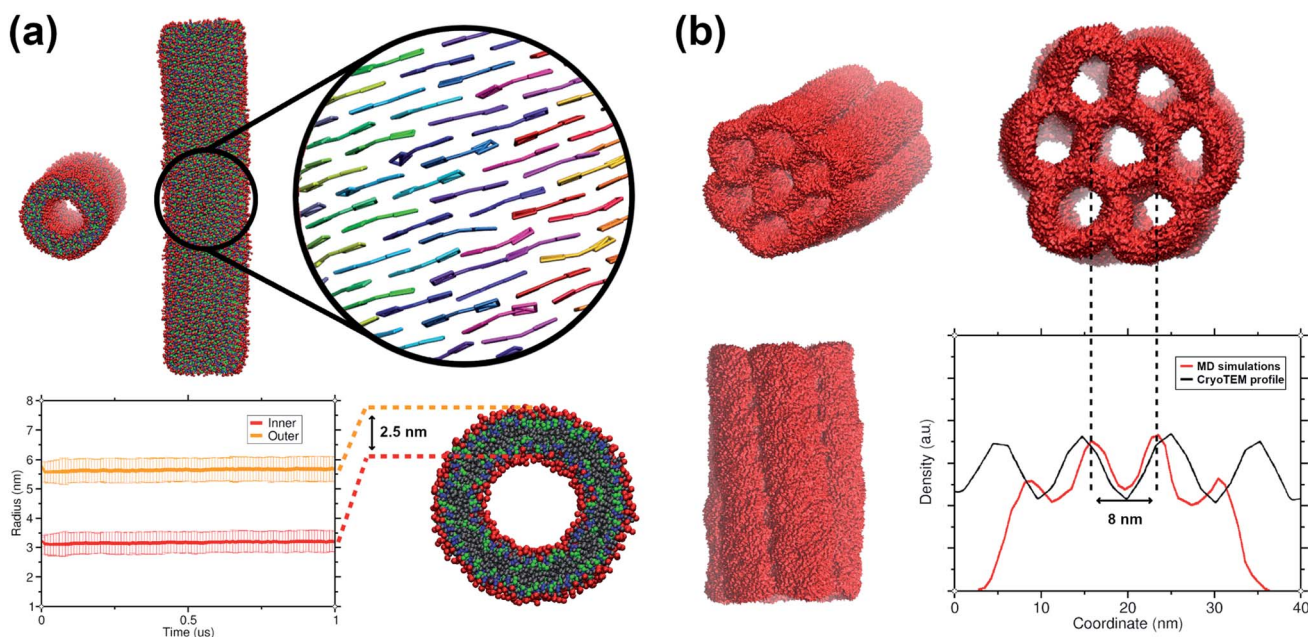 (a)
(b)
8
7
6
5
4
3
2
1
Radius (nm)
Inner
Outer
0
0.5
1
Time (us)
2.5 nm
Density (a.u)
MD simulations
CryoTEM profile
8 nm
0
10
20
30
40
Coordinate (nm)